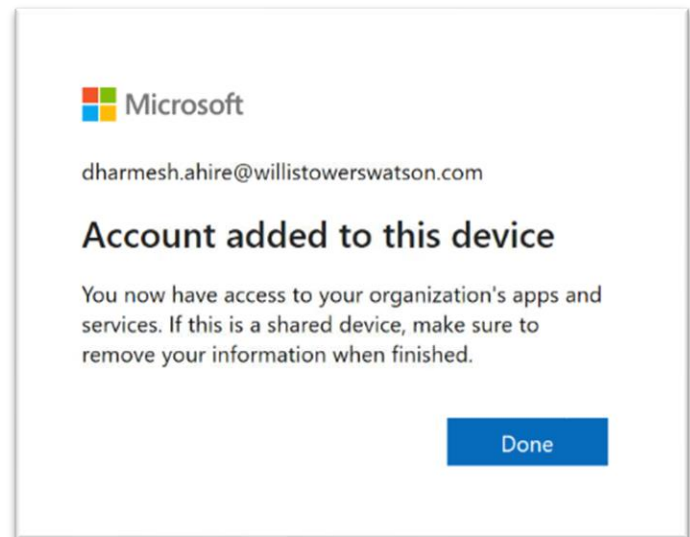 Microsoft
dharmesh.ahire@willistowerswatson.com
Account added to this device
You now have access to your organization's apps and
services. If this is a shared device, make sure to
remove your information when finished.
Done